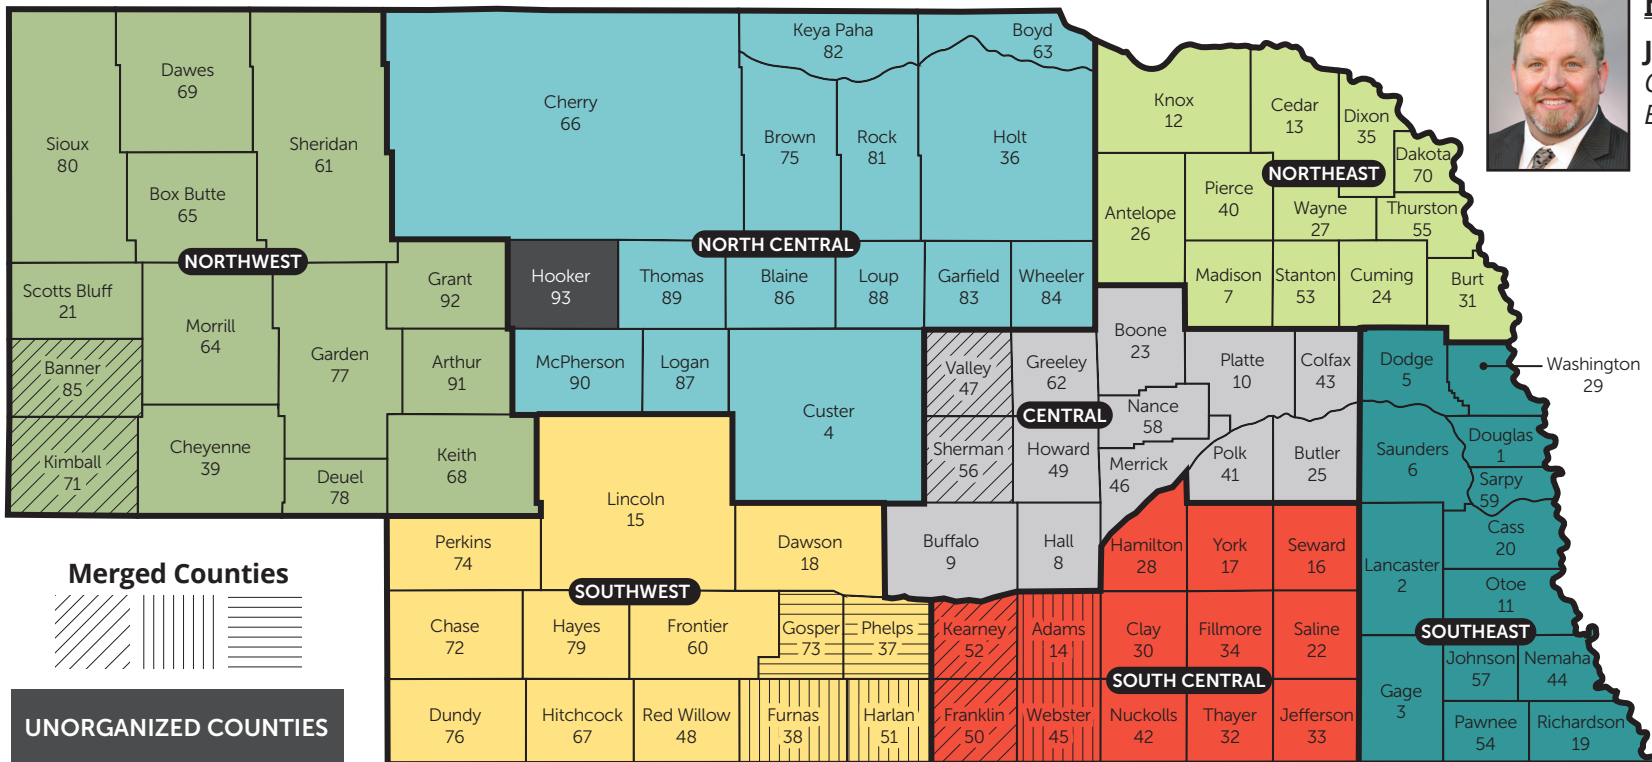 Dawes
69
Sioux
80
Sheridan
61
Box Butte
65
NORTHWEST
Scotts Bluff
21
Morrill
64
Garden
77
Grant
92
Arthur
91
Banner
85
Kimball
71
Cheyenne
39
Deuel
78
Keith
68
Cherry
66
Keya Paha
82
Boyd
63
Brown
75
Rock
81
Holt
36
NORTH CENTRAL
Hooker
93
Thomas
89
Blaine
86
Loup
88
Garfield
83
Wheeler
84
McPherson
90
Logan
87
Custer
4
Knox
12
Cedar
13
Dixon
35
Dakota
70
NORTHEAST
Antelope
26
Pierce
40
Wayne
27
Thurston
55
Madison
7
Stanton
53
Cuming
24
Burt
31
Boone
23
Valley
47
Greeley
62
Platte
10
Colfax
43
CENTRAL
Nance
58
Sherman
56
Howard
49
Merrick
46
Polk
41
Butler
25
Buffalo
9
Hall
8
Dodge
5
Washington
29
Saunders
6
Douglas
1
Sarpy
59
Cass
20
Lancaster
2
Otoe
11
SOUTHEAST
Johnson
57
Nemaha
44
Gage
3
Pawnee
54
Richardson
19
Lincoln
15
Perkins
74
Dawson
18
SOUTHWEST
Chase
72
Hayes
79
Frontier
60
Gosper
73
Phelps
37
Dundy
76
Hitchcock
67
Red Willow
48
Furnas
38
Harlan
51
Hamilton
28
York
17
Seward
16
Kearney
52
Adams
14
Clay
30
Fillmore
34
Saline
22
SOUTH CENTRAL
Franklin
50
Webster
45
Nuckolls
42
Thayer
32
Jefferson
33
Merged Counties
UNORGANIZED COUNTIES